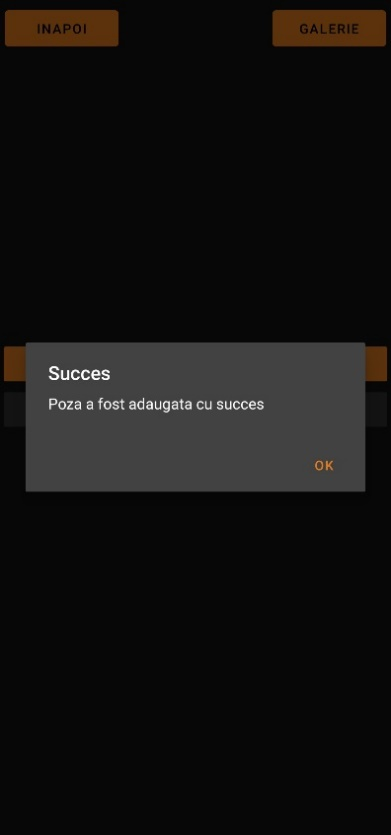 INAPOI
GALERIE
Succes
Poza a fost adaugata cu succes
OK